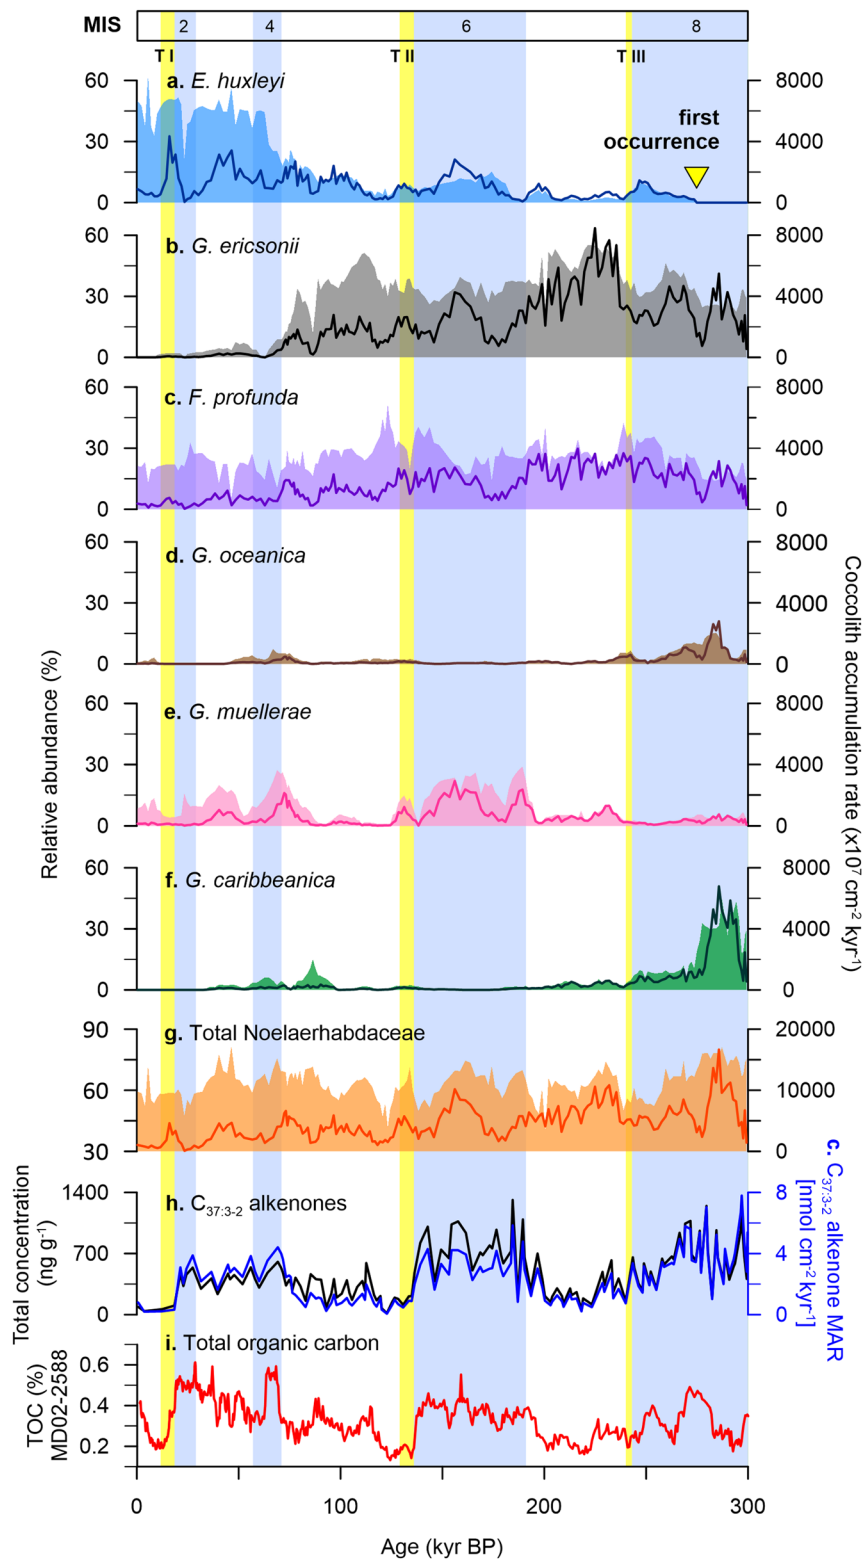 MIS 2 4 6 8
T I T II T III
a. E. huxleyi
60 8000
first
occurrence
30 4000
0 0
b. G. ericsonii
60 8000
30 4000
0 0
c. F. profunda
60 8000
30 4000
0 0
d. G. oceanica
60 8000
30 4000
0 0
e. G. muellerae
60 8000
30 4000
0 0
f. G. caribbeanica
60 8000
30 4000
0 0
Relative abundance (%)
Coccolith accumulation rate (x10⁷ cm⁻² kyr⁻¹)
g. Total Noelaerhabdaceae
90 20000
60 10000
30 0
h. C37:3-2 alkenones
1400 8
700 4
0 0
Total concentration
(ng g⁻¹)
c. C37:3-2 alkenone MAR
[nmol cm⁻² kyr⁻¹]
i. Total organic carbon
0.6
0.4
0.2
TOC (%)
MD02-2588
0 100 200 300
Age (kyr BP)